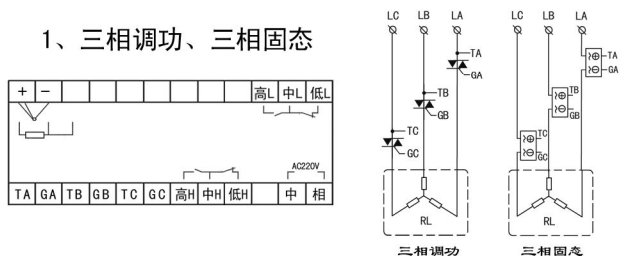 1、三相调功、三相固态
+ − 高L 中L 低L
AC220V
TA GA TB GB TC GC 高H 中H 低H 中 相
LC LB LA
TA
GA
TB
GB
TC
GC
RL
三相调功
LC LB LA
TA
GA
TB
GB
TC
GC
RL
三相固态